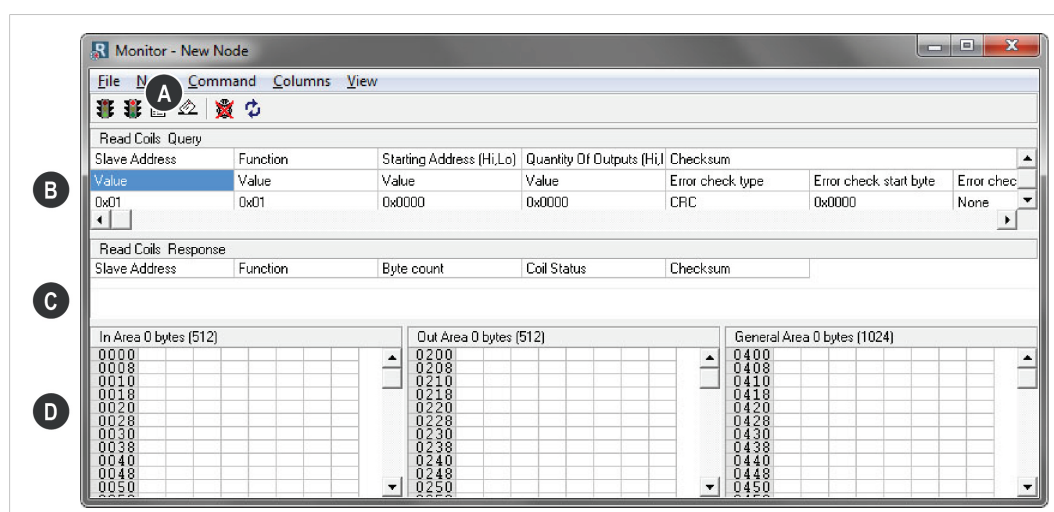 Monitor - New Node
File N Command Columns View
A
Read Coils Query
Slave Address Function Starting Address (Hi,Lo) Quantity Of Outputs (Hi,l Checksum
Value Value Value Value Error check type Error check start byte Error chec
B
0x01 0x01 0x0000 0x0000 CRC 0x0000 None
Read Coils Response
Slave Address Function Byte count Coil Status Checksum
C
In Area 0 bytes (512) Out Area 0 bytes (512) General Area 0 bytes (1024)
0000 0200 0400
0008 0208 0408
0010 0210 0410
0018 0218 0418
D
0020 0220 0420
0028 0228 0428
0030 0230 0430
0038 0238 0438
0040 0240 0440
0048 0248 0448
0050 0250 0450